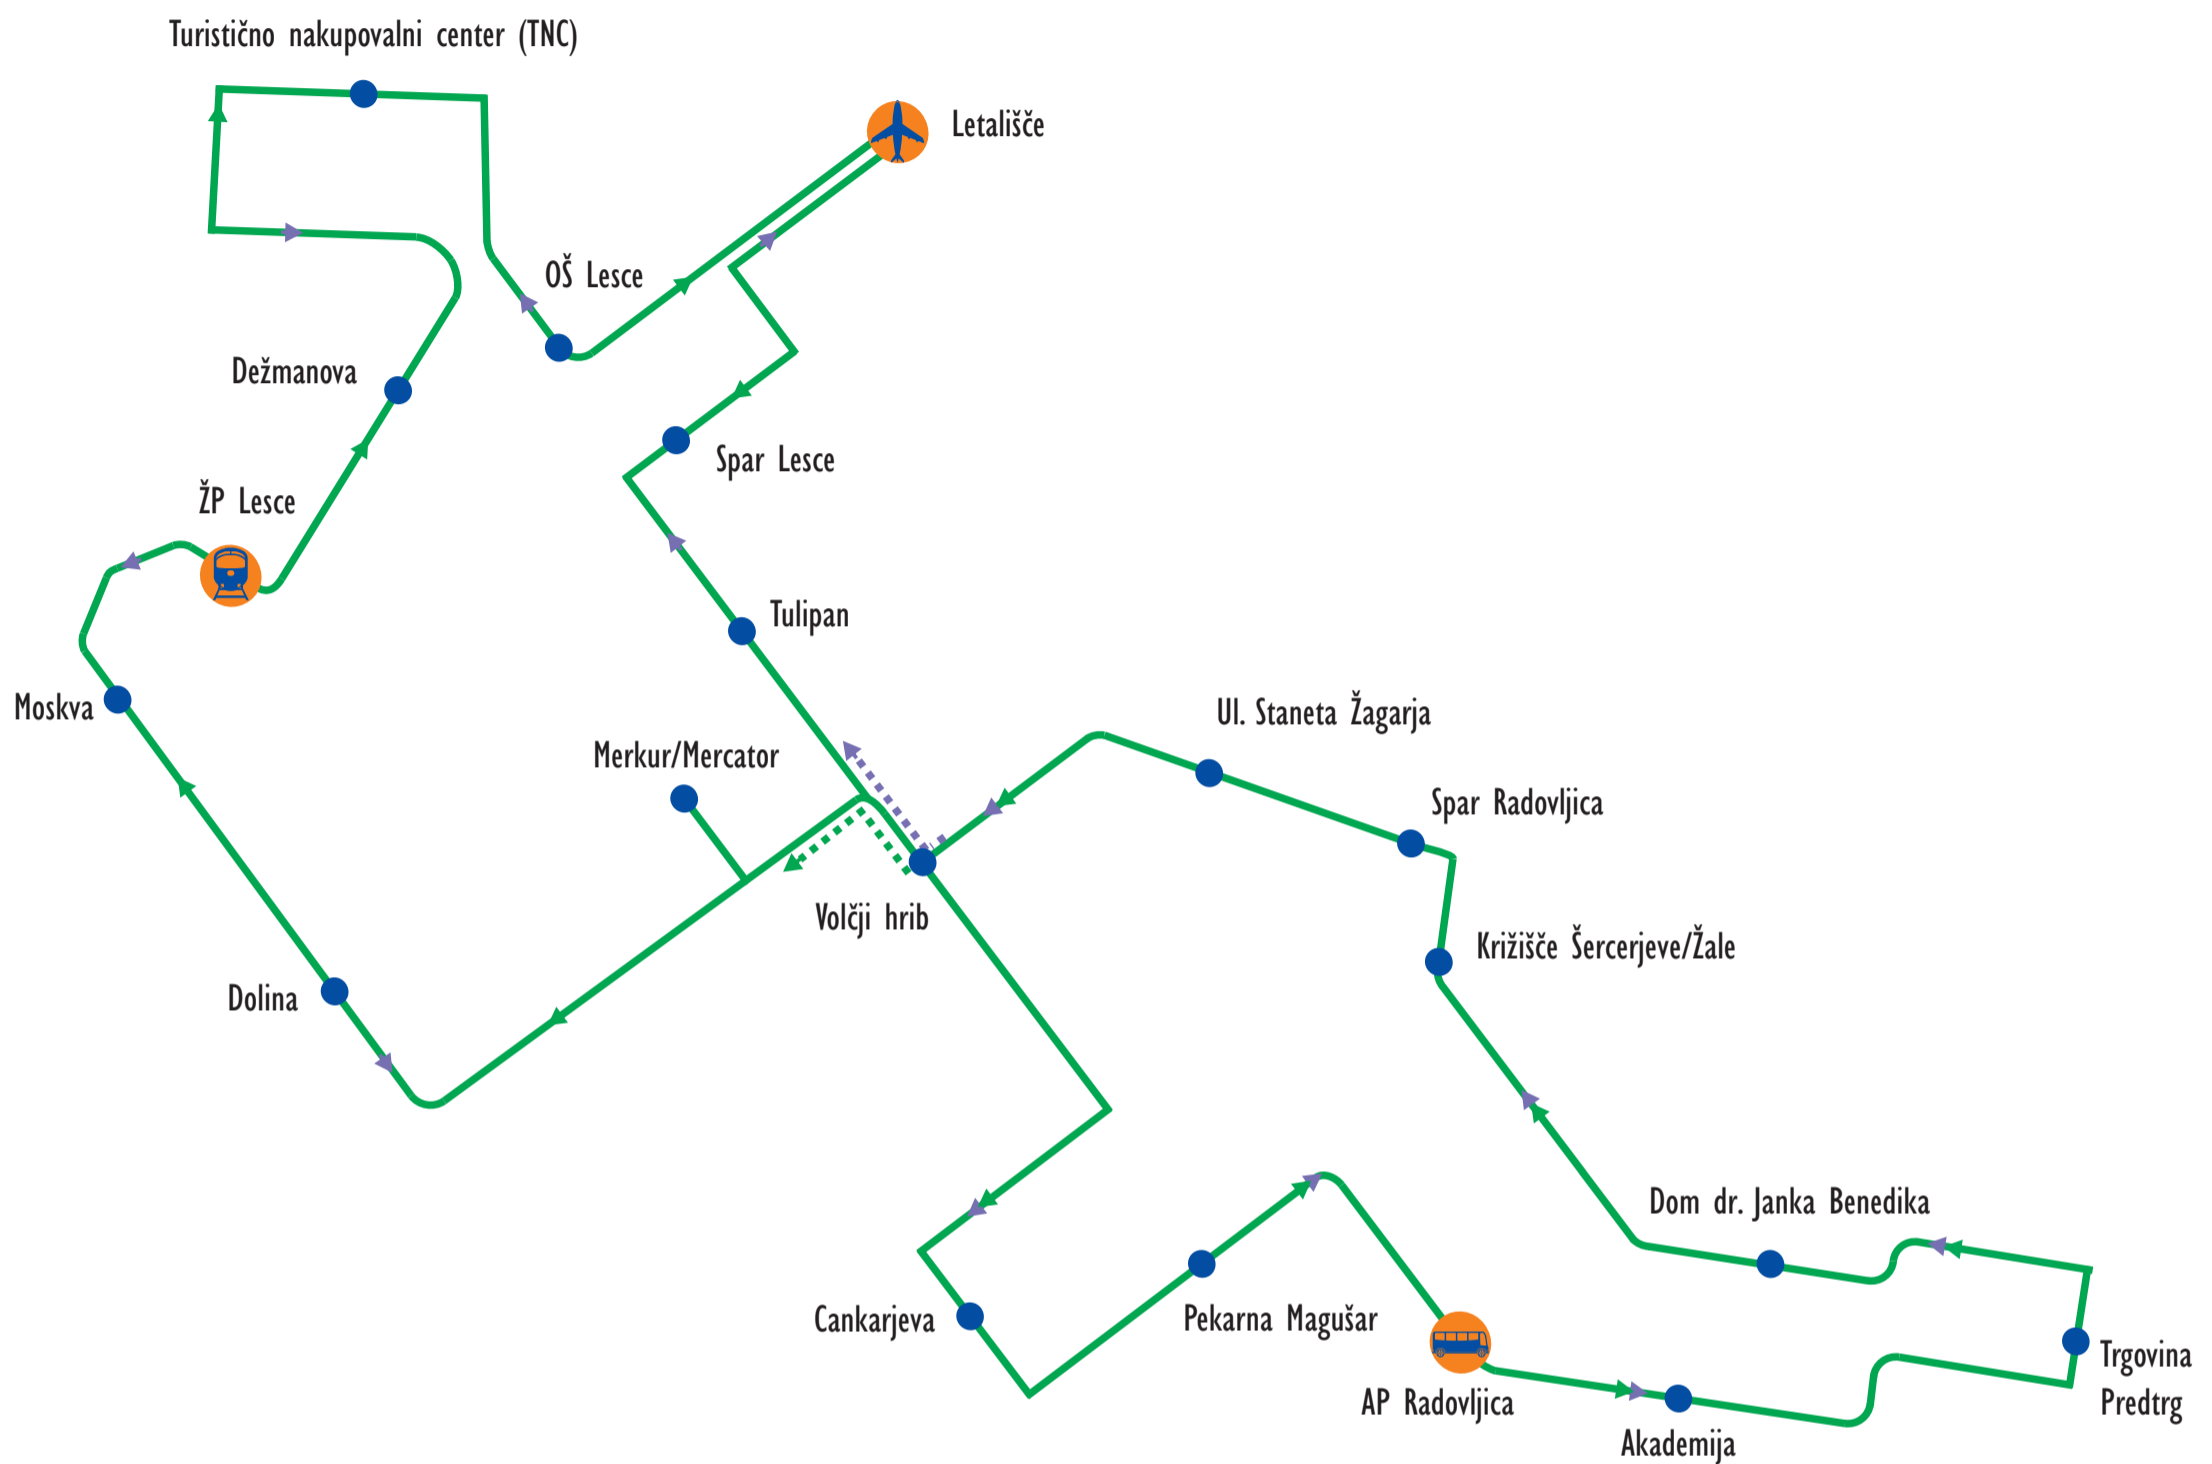 Turistično nakupovalni center (TNC)
Letališče
OŠ Lesce
Dežmanova
Spar Lesce
ŽP Lesce
Tulipan
Moskva
Ul. Staneta Žagarja
Merkur/Mercator
Spar Radovljica
Volčji hrib
Križišče Šercerjeve/Žale
Dolina
Dom dr. Janka Benedika
Cankarjeva
Pekarna Magušar
Trgovina
Predtrg
AP Radovljica
Akademija